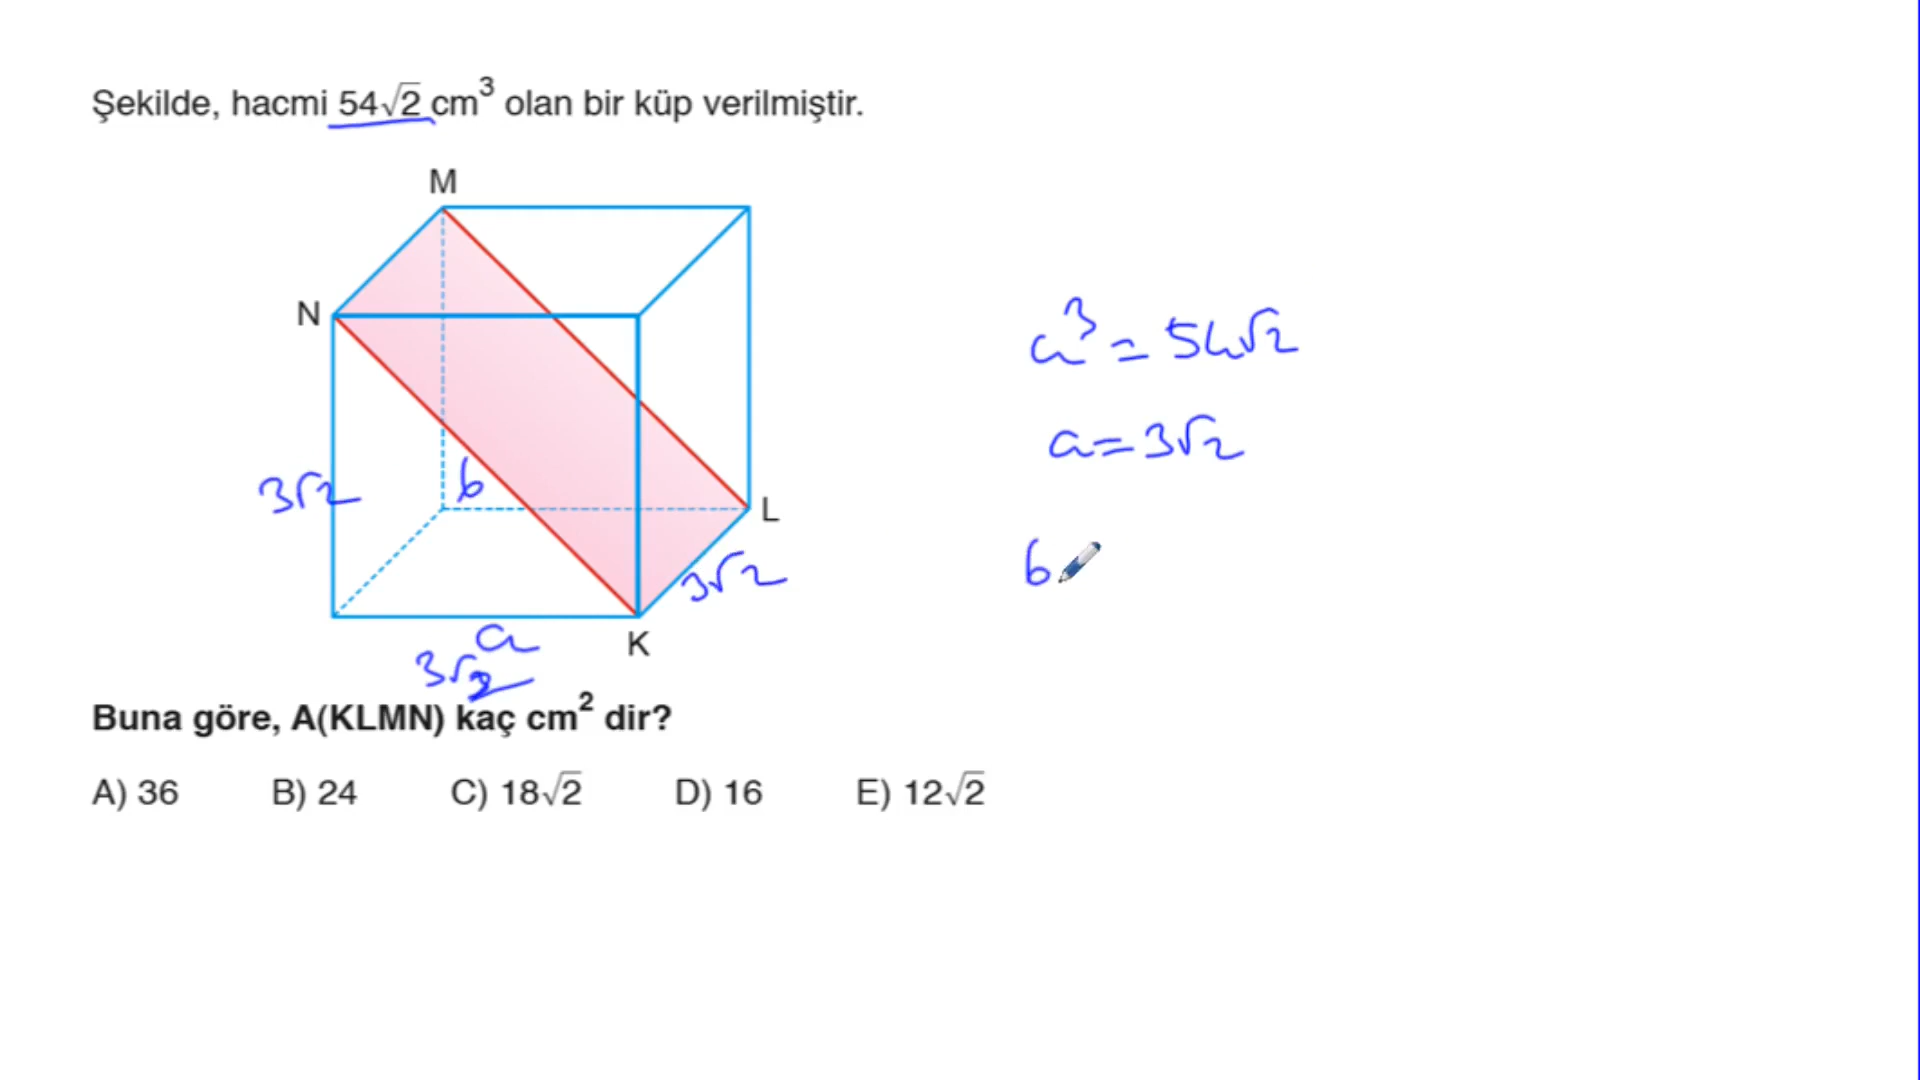 Şekilde, hacmi 54√2 cm³ olan bir küp verilmiştir.
M
N
a³ = 54√2
a = 3√2
3√2
6
L
3√2
6
a
K
3√2
Buna göre, A(KLMN) kaç cm² dir?
A) 36 B) 24 C) 18√2 D) 16 E) 12√2